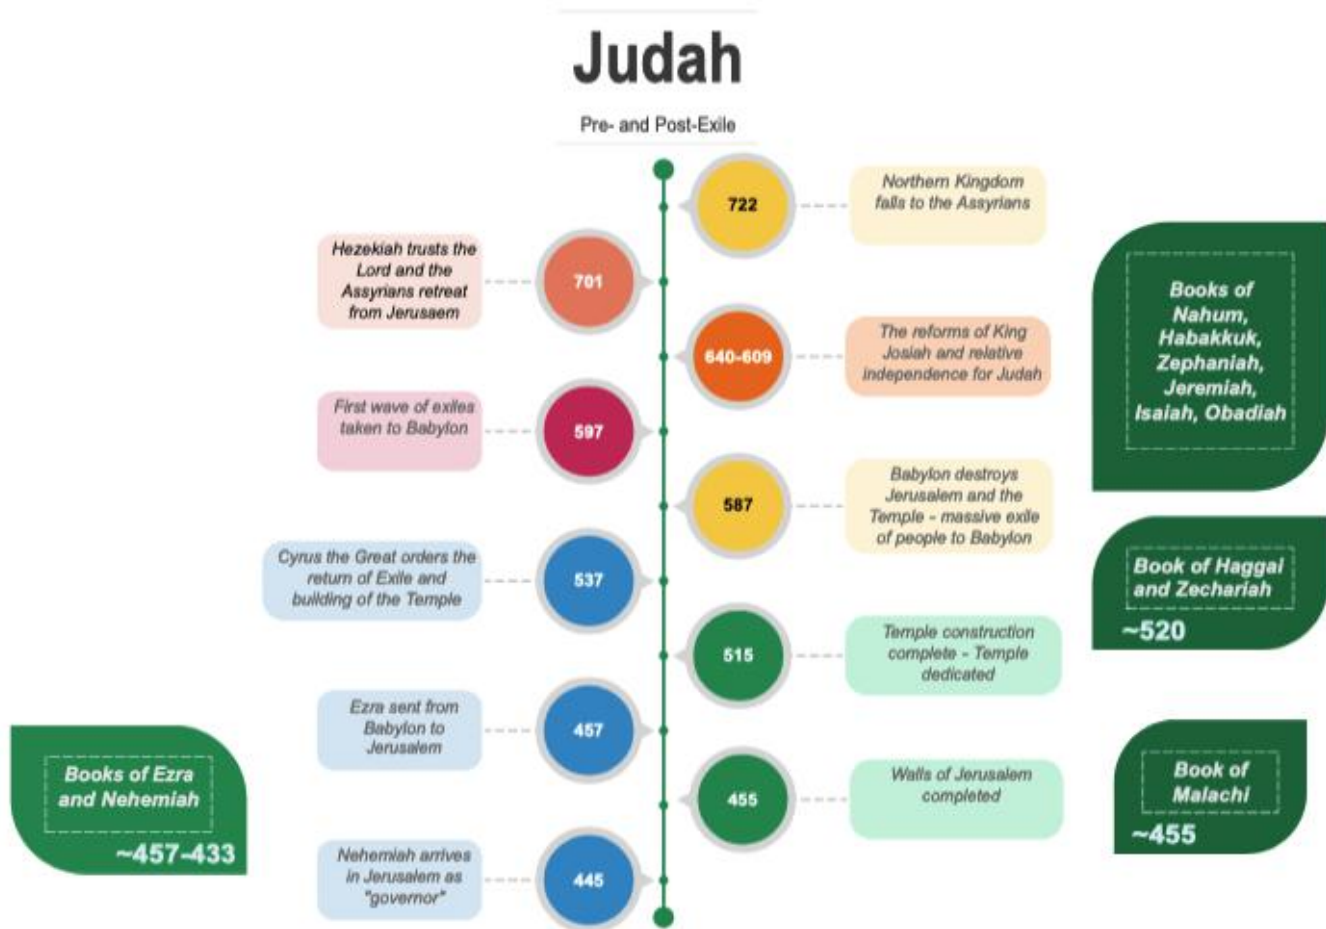 Judah
Pre- and Post-Exile
722
Northern Kingdom
falls to the Assyrians
Hezekiah trusts the
Lord and the
Assyrians retreat
from Jerusaem
701
640-609
The reforms of King
Josiah and relative
independence for Judah
Books of
Nahum,
Habakkuk,
Zephaniah,
Jeremiah,
Isaiah, Obadiah
First wave of exiles
taken to Babylon
597
587
Babylon destroys
Jerusalem and the
Temple - massive exile
of people to Babylon
Cyrus the Great orders the
return of Exile and
building of the Temple
537
Book of Haggai
and Zechariah
~520
515
Temple construction
complete - Temple
dedicated
Ezra sent from
Babylon to
Jerusalem
457
Books of Ezra
and Nehemiah
~457-433
455
Walls of Jerusalem
completed
Book of
Malachi
~455
Nehemiah arrives
in Jerusalem as
"governor"
445